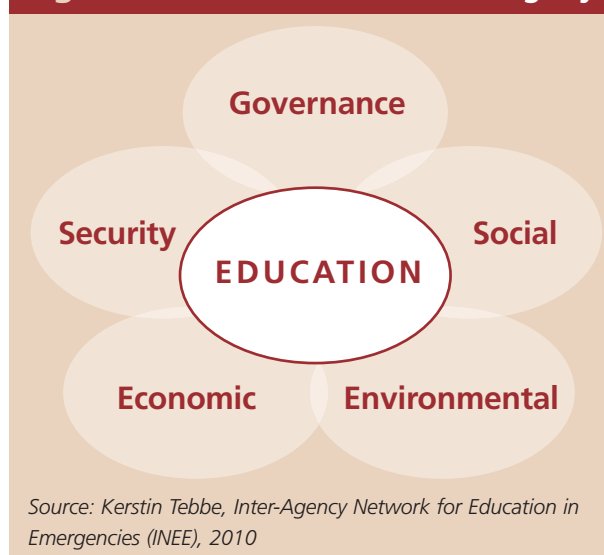 Governance
Security
Social
EDUCATION
Economic
Environmental
Source: Kerstin Tebbe, Inter-Agency Network for Education in
Emergencies (INEE), 2010